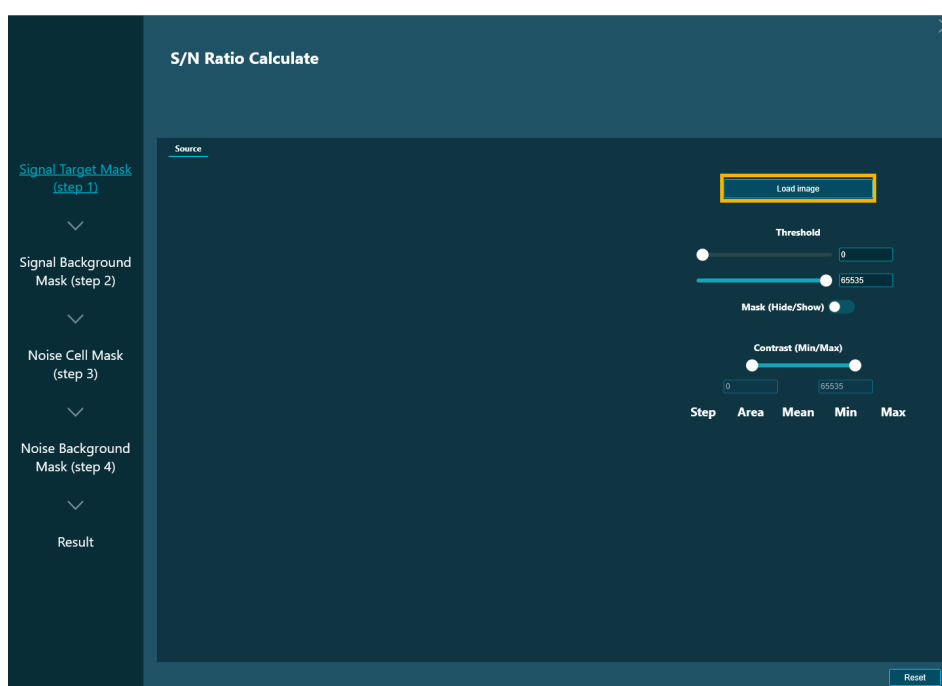 S/N Ratio Calculate
Signal Target Mask
(step 1)
Signal Background
Mask (step 2)
Noise Cell Mask
(step 3)
Noise Background
Mask (step 4)
Result
Source
Load image
Threshold
0
65535
Mask (Hide/Show)
Contrast (Min/Max)
0 65535
Step Area Mean Min Max
Reset